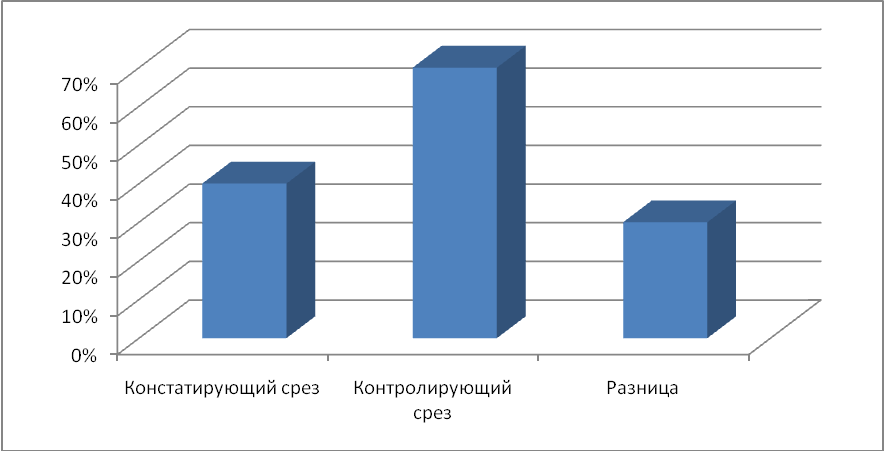 70%
60%
50%
40%
30%
20%
10%
0%
Констатирующий срез
Контролирующий
срез
Разница